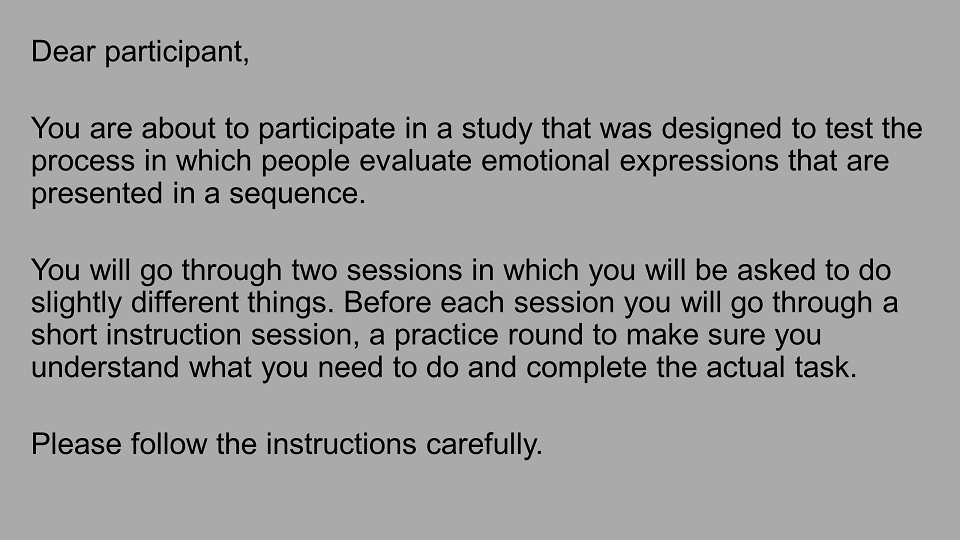 Dear participant,
You are about to participate in a study that was designed to test the
process in which people evaluate emotional expressions that are
presented in a sequence.
You will go through two sessions in which you will be asked to do
slightly different things. Before each session you will go through a
short instruction session, a practice round to make sure you
understand what you need to do and complete the actual task.
Please follow the instructions carefully.